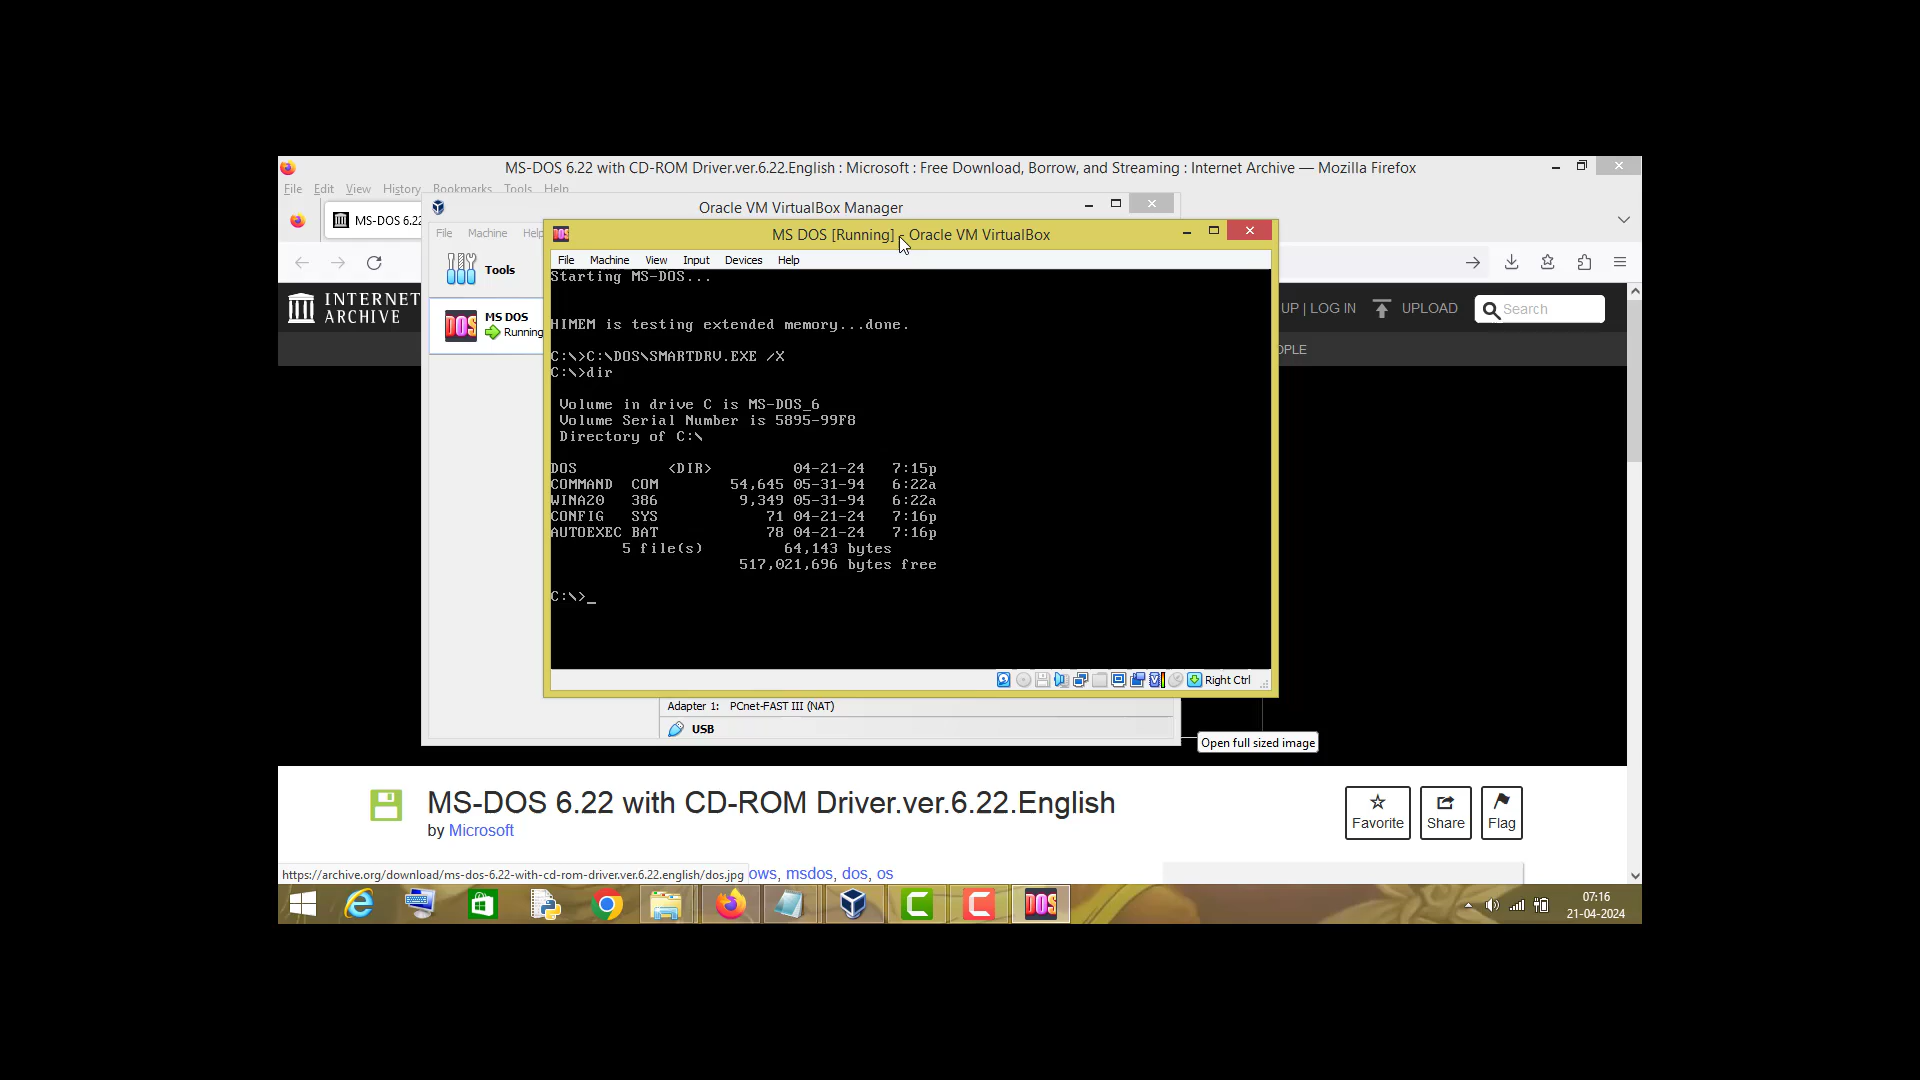 MS-DOS 6.22 with CD-ROM Driver.ver.6.22.English : Microsoft : Free Download, Borrow, and Streaming : Internet Archive — Mozilla Firefox
File Edit View History Bookmarks Tools Help
MS-DOS 6.22
Oracle VM VirtualBox Manager
File Machine Help
Tools
MS DOS
Running
MS DOS [Running] - Oracle VM VirtualBox
File Machine View Input Devices Help
Starting MS-DOS...
HIMEM is testing extended memory...done.
C:\>C:\DOS\SMARTDRV.EXE /X
C:\>dir
Volume in drive C is MS-DOS_6
Volume Serial Number is 5895-99F8
Directory of C:\
DOS <DIR> 04-21-24 7:15p
COMMAND COM 54,645 05-31-94 6:22a
WINA20 386 9,349 05-31-94 6:22a
CONFIG SYS 71 04-21-24 7:16p
AUTOEXEC BAT 78 04-21-24 7:16p
5 file(s) 64,143 bytes
517,021,696 bytes free
C:\>_
Right Ctrl
Adapter 1: PCnet-FAST III (NAT)
USB
INTERNET
ARCHIVE
UP | LOG IN
UPLOAD
Search
OPLE
Open full sized image
MS-DOS 6.22 with CD-ROM Driver.ver.6.22.English
by Microsoft
Favorite
Share
Flag
https://archive.org/download/ms-dos-6.22-with-cd-rom-driver.ver.6.22.english/dos.jpg
ows, msdos, dos, os
DOS
DOS
07:16
21-04-2024